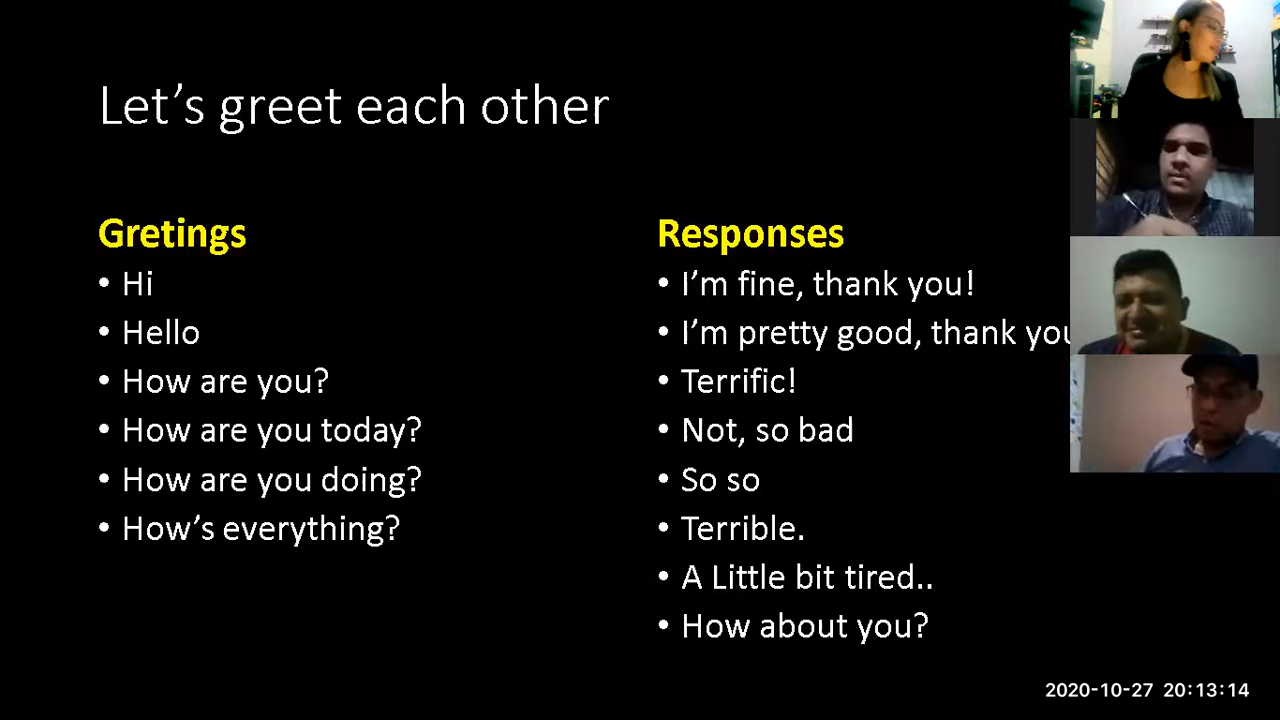 Let’s greet each other
Gretings
• Hi
• Hello
• How are you?
• How are you today?
• How are you doing?
• How’s everything?
Responses
• I’m fine, thank you!
• I’m pretty good, thank you
• Terrific!
• Not, so bad
• So so
• Terrible.
• A Little bit tired..
• How about you?
2020-10-27 20:13:14